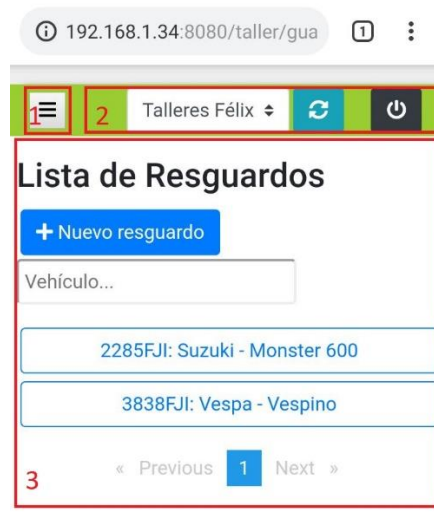 192.168.1.34:8080/taller/gua 1
1 2 Talleres Félix
Lista de Resguardos
+ Nuevo resguardo
Vehículo...
2285FJI: Suzuki - Monster 600
3838FJI: Vespa - Vespino
« Previous 1 Next »
3